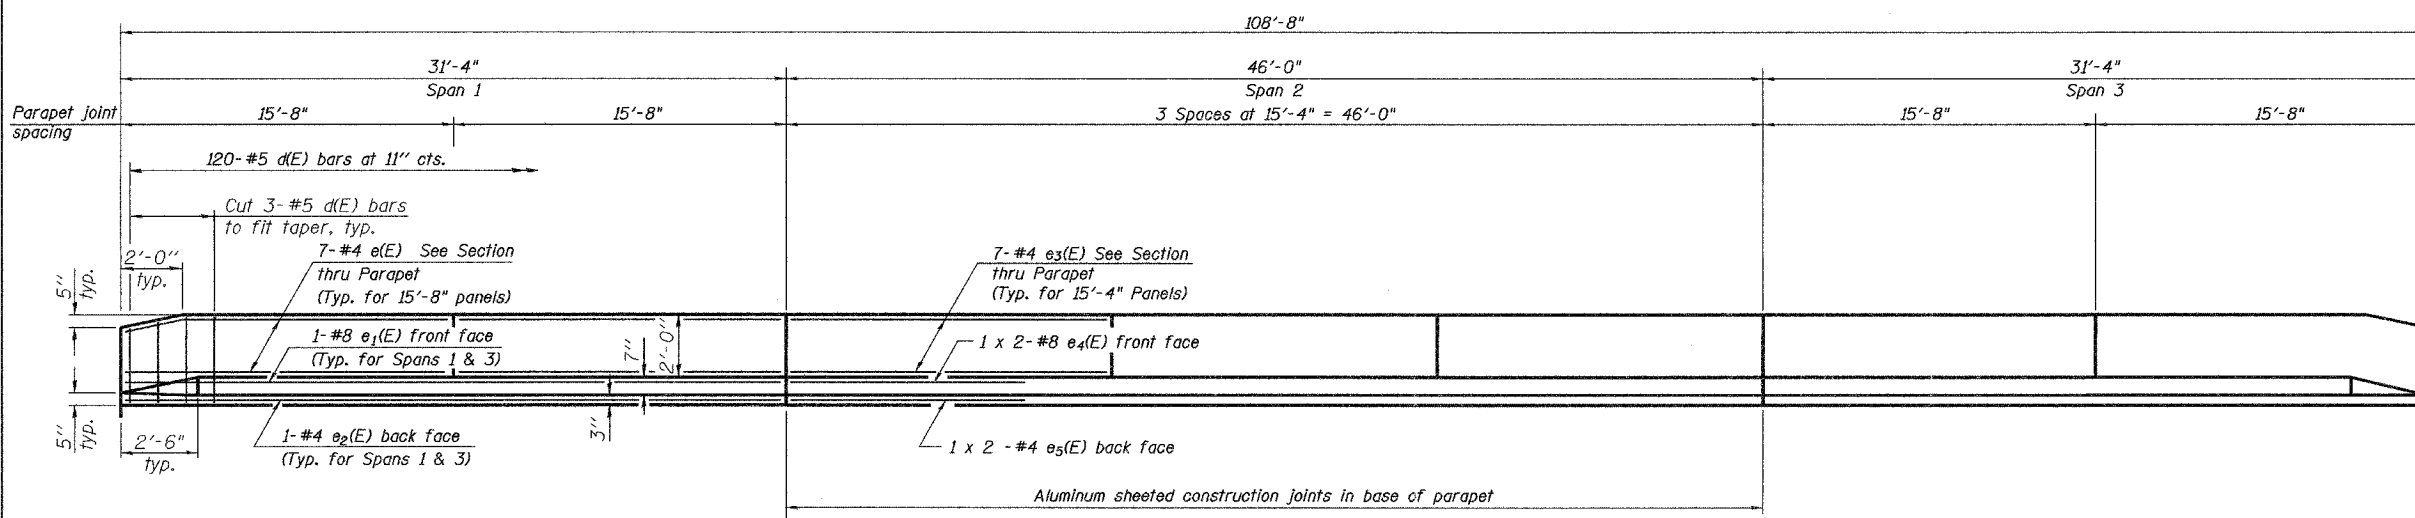 108'-8"
31'-4"
46'-0"
31'-4"
Span 1
Span 2
Span 3
Parapet joint
spacing
15'-8"
15'-8"
3 Spaces at 15'-4" = 46'-0"
15'-8"
15'-8"
120-#5 d(E) bars at 11" cts.
Cut 3-#5 d(E) bars
to fit taper, typ.
7-#4 e(E) See Section
thru Parapet
(Typ. for 15'-8" panels)
7-#4 e3(E) See Section
thru Parapet
(Typ. for 15'-4" Panels)
2'-0"
typ.
5"
typ.
1-#8 e1(E) front face
(Typ. for Spans 1 & 3)
7"
2'-0"
1 x 2-#8 e4(E) front face
5"
typ.
2'-6"
typ.
1-#4 e2(E) back face
(Typ. for Spans 1 & 3)
3"
1 x 2 -#4 e5(E) back face
Aluminum sheeted construction joints in base of parapet